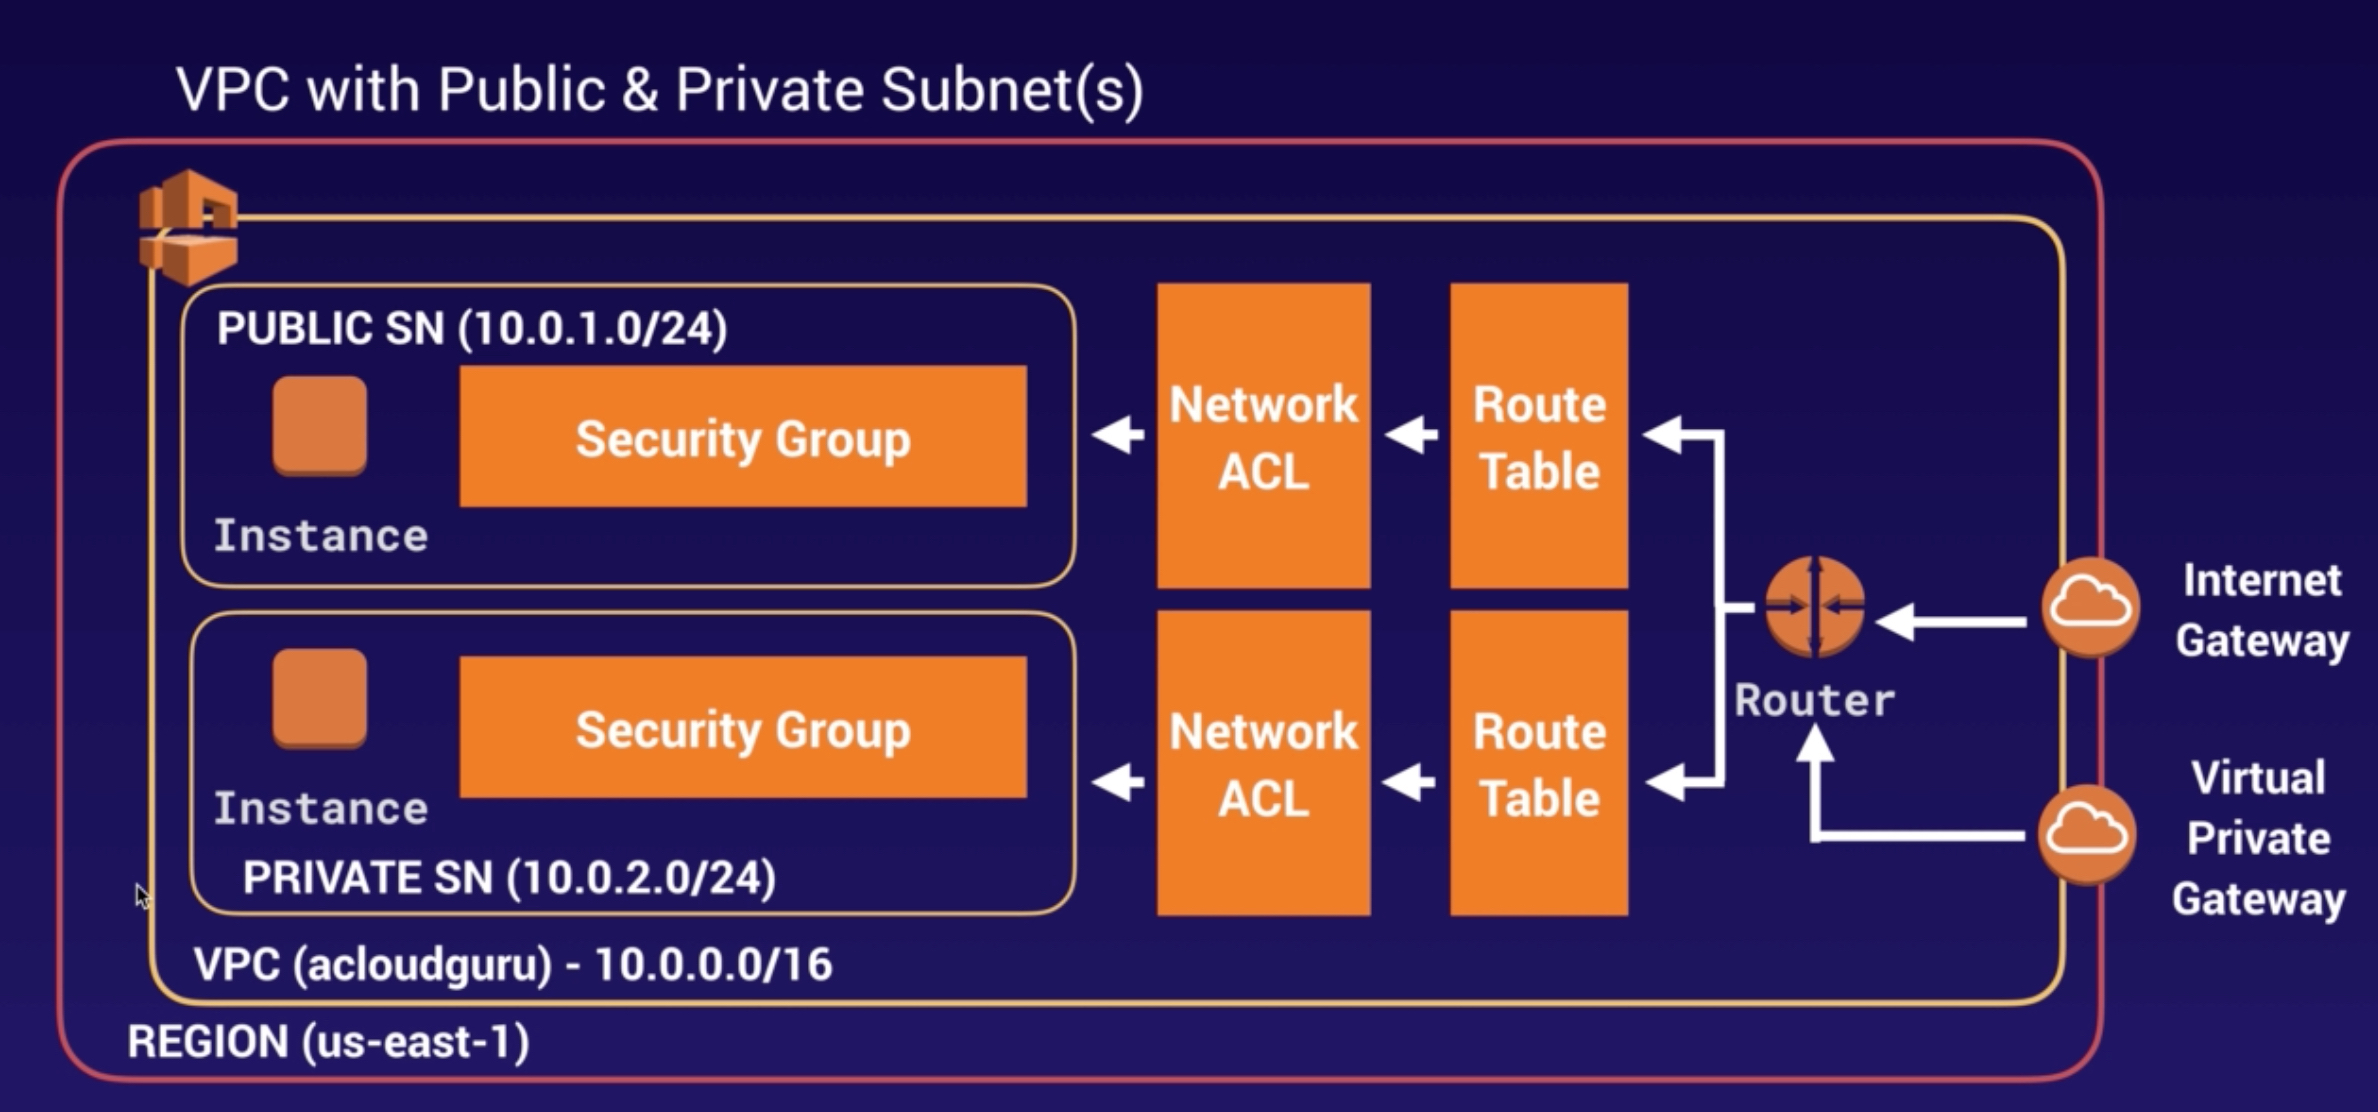 VPC with Public & Private Subnet(s)
PUBLIC SN (10.0.1.0/24)
Security Group
Instance
Network
ACL
Route
Table
Security Group
Instance
PRIVATE SN (10.0.2.0/24)
Network
ACL
Route
Table
Router
Internet
Gateway
Virtual
Private
Gateway
VPC (acloudguru) - 10.0.0.0/16
REGION (us-east-1)